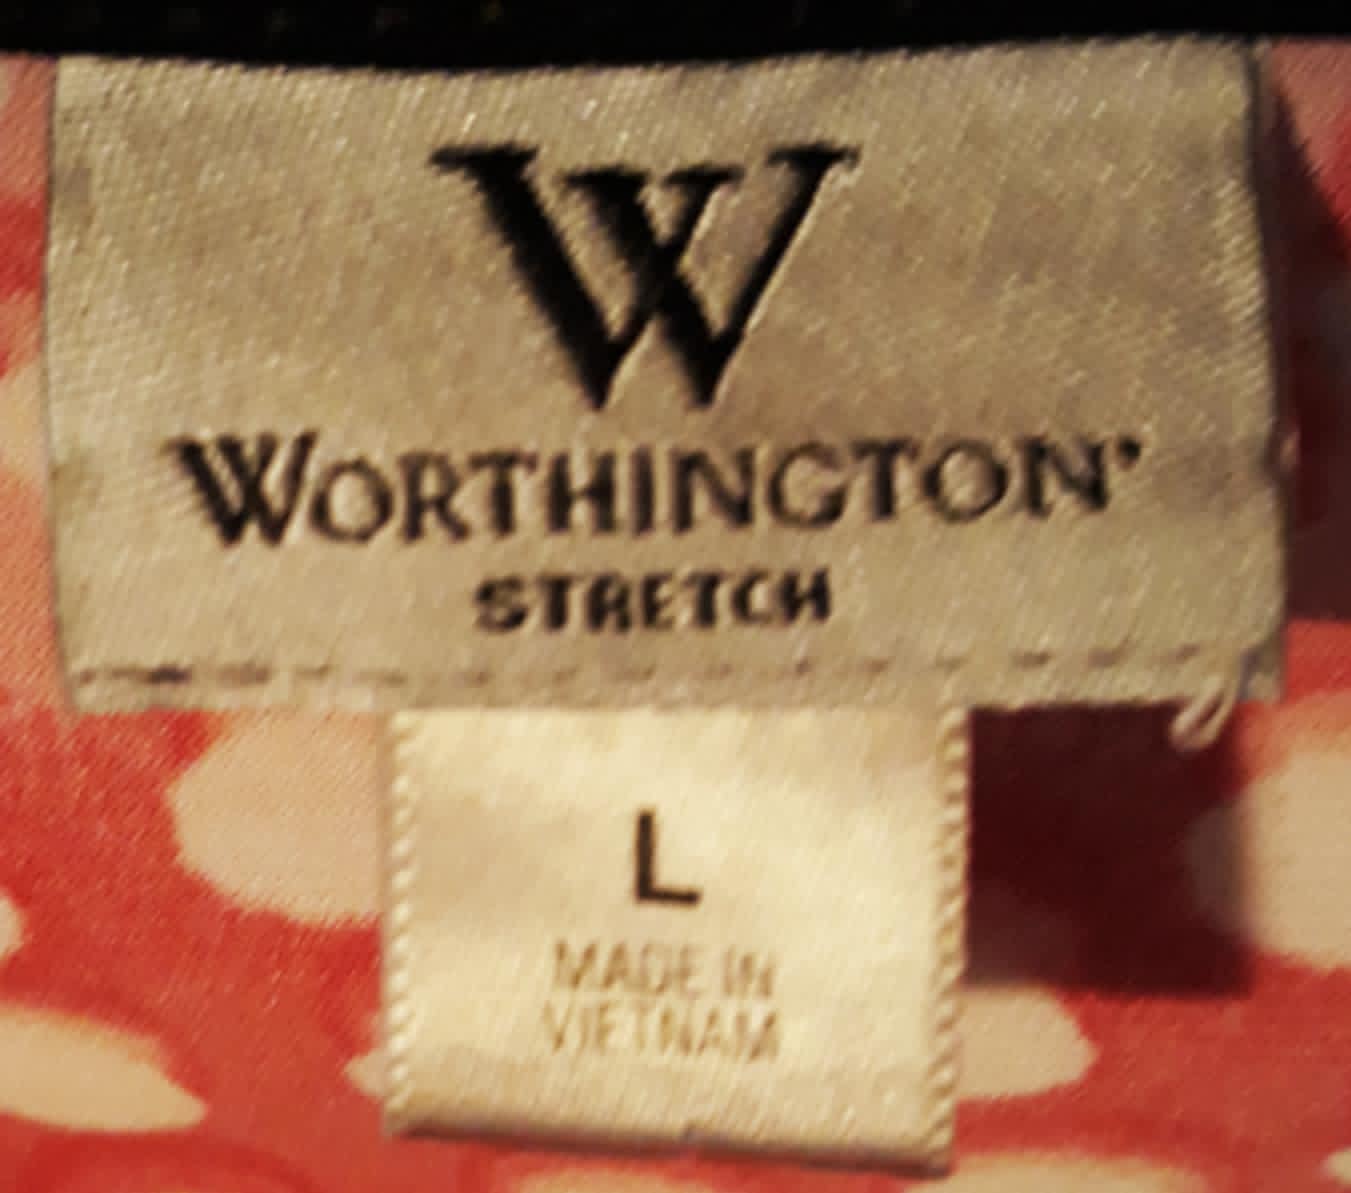 W
WORTHINGTON®
STRETCH
L
MADE IN
VIETNAM